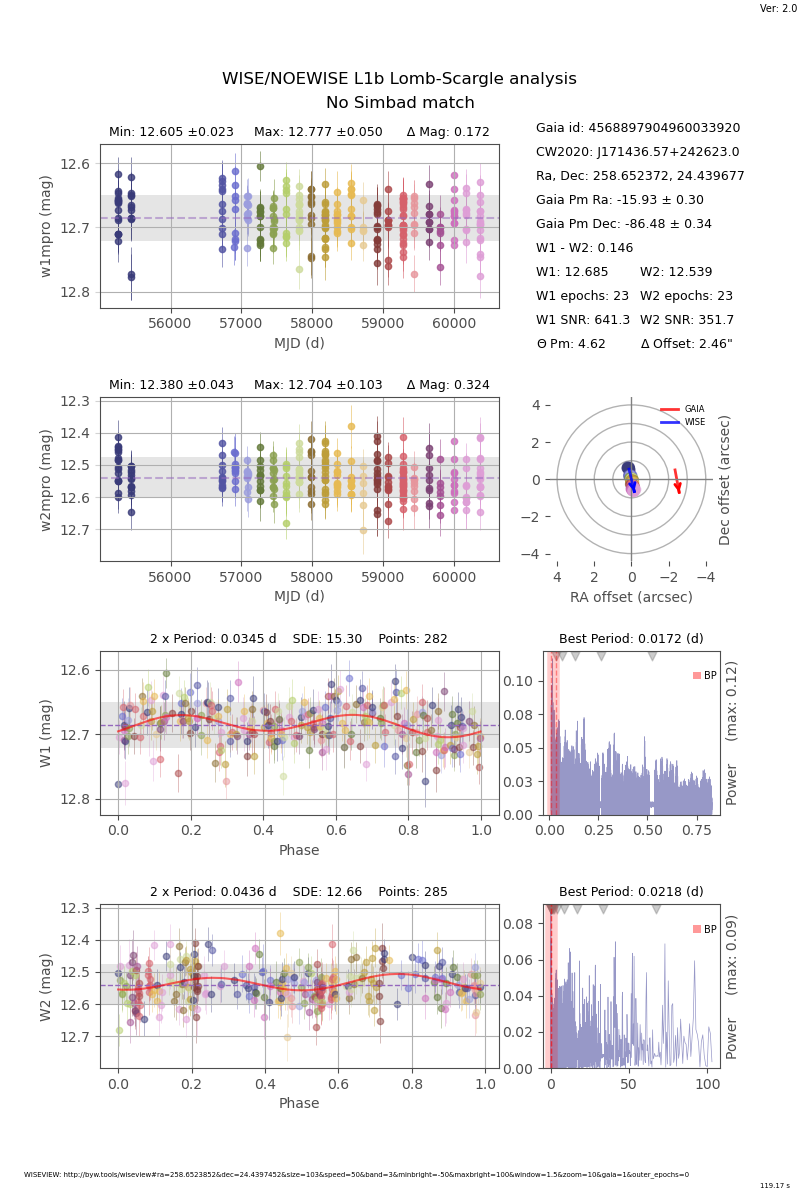 Ver: 2.0
WISE/NOEWISE L1b Lomb-Scargle analysis
No Simbad match
Min: 12.605 ±0.023 Max: 12.777 ±0.050 Δ Mag: 0.172
12.6
12.7
12.8
w1mpro (mag)
56000 57000 58000 59000 60000
MJD (d)
Gaia id: 4568897904960033920
CW2020: J171436.57+242623.0
Ra, Dec: 258.652372, 24.439677
Gaia Pm Ra: -15.93 ± 0.30
Gaia Pm Dec: -86.48 ± 0.34
W1 - W2: 0.146
W1: 12.685 W2: 12.539
W1 epochs: 23 W2 epochs: 23
W1 SNR: 641.3 W2 SNR: 351.7
Θ Pm: 4.62 Δ Offset: 2.46"
Min: 12.380 ±0.043 Max: 12.704 ±0.103 Δ Mag: 0.324
12.3
12.4
12.5
12.6
12.7
w2mpro (mag)
56000 57000 58000 59000 60000
MJD (d)
GAIA
WISE
4
2
0
−2
−4
Dec offset (arcsec)
4 2 0 −2 −4
RA offset (arcsec)
2 x Period: 0.0345 d SDE: 15.30 Points: 282
12.6
12.7
12.8
W1 (mag)
0.0 0.2 0.4 0.6 0.8 1.0
Phase
Best Period: 0.0172 (d)
BP
0.10
0.08
0.05
0.03
0.00
Power (max: 0.12)
0.00 0.25 0.50 0.75
2 x Period: 0.0436 d SDE: 12.66 Points: 285
12.3
12.4
12.5
12.6
12.7
W2 (mag)
0.0 0.2 0.4 0.6 0.8 1.0
Phase
Best Period: 0.0218 (d)
BP
0.08
0.06
0.04
0.02
0.00
Power (max: 0.09)
0 50 100
WISEVIEW: http://byw.tools/wiseview#ra=258.6523852&dec=24.4397452&size=103&speed=50&band=3&minbright=-50&maxbright=100&window=1.5&zoom=10&gaia=1&outer_epochs=0
119.17 s